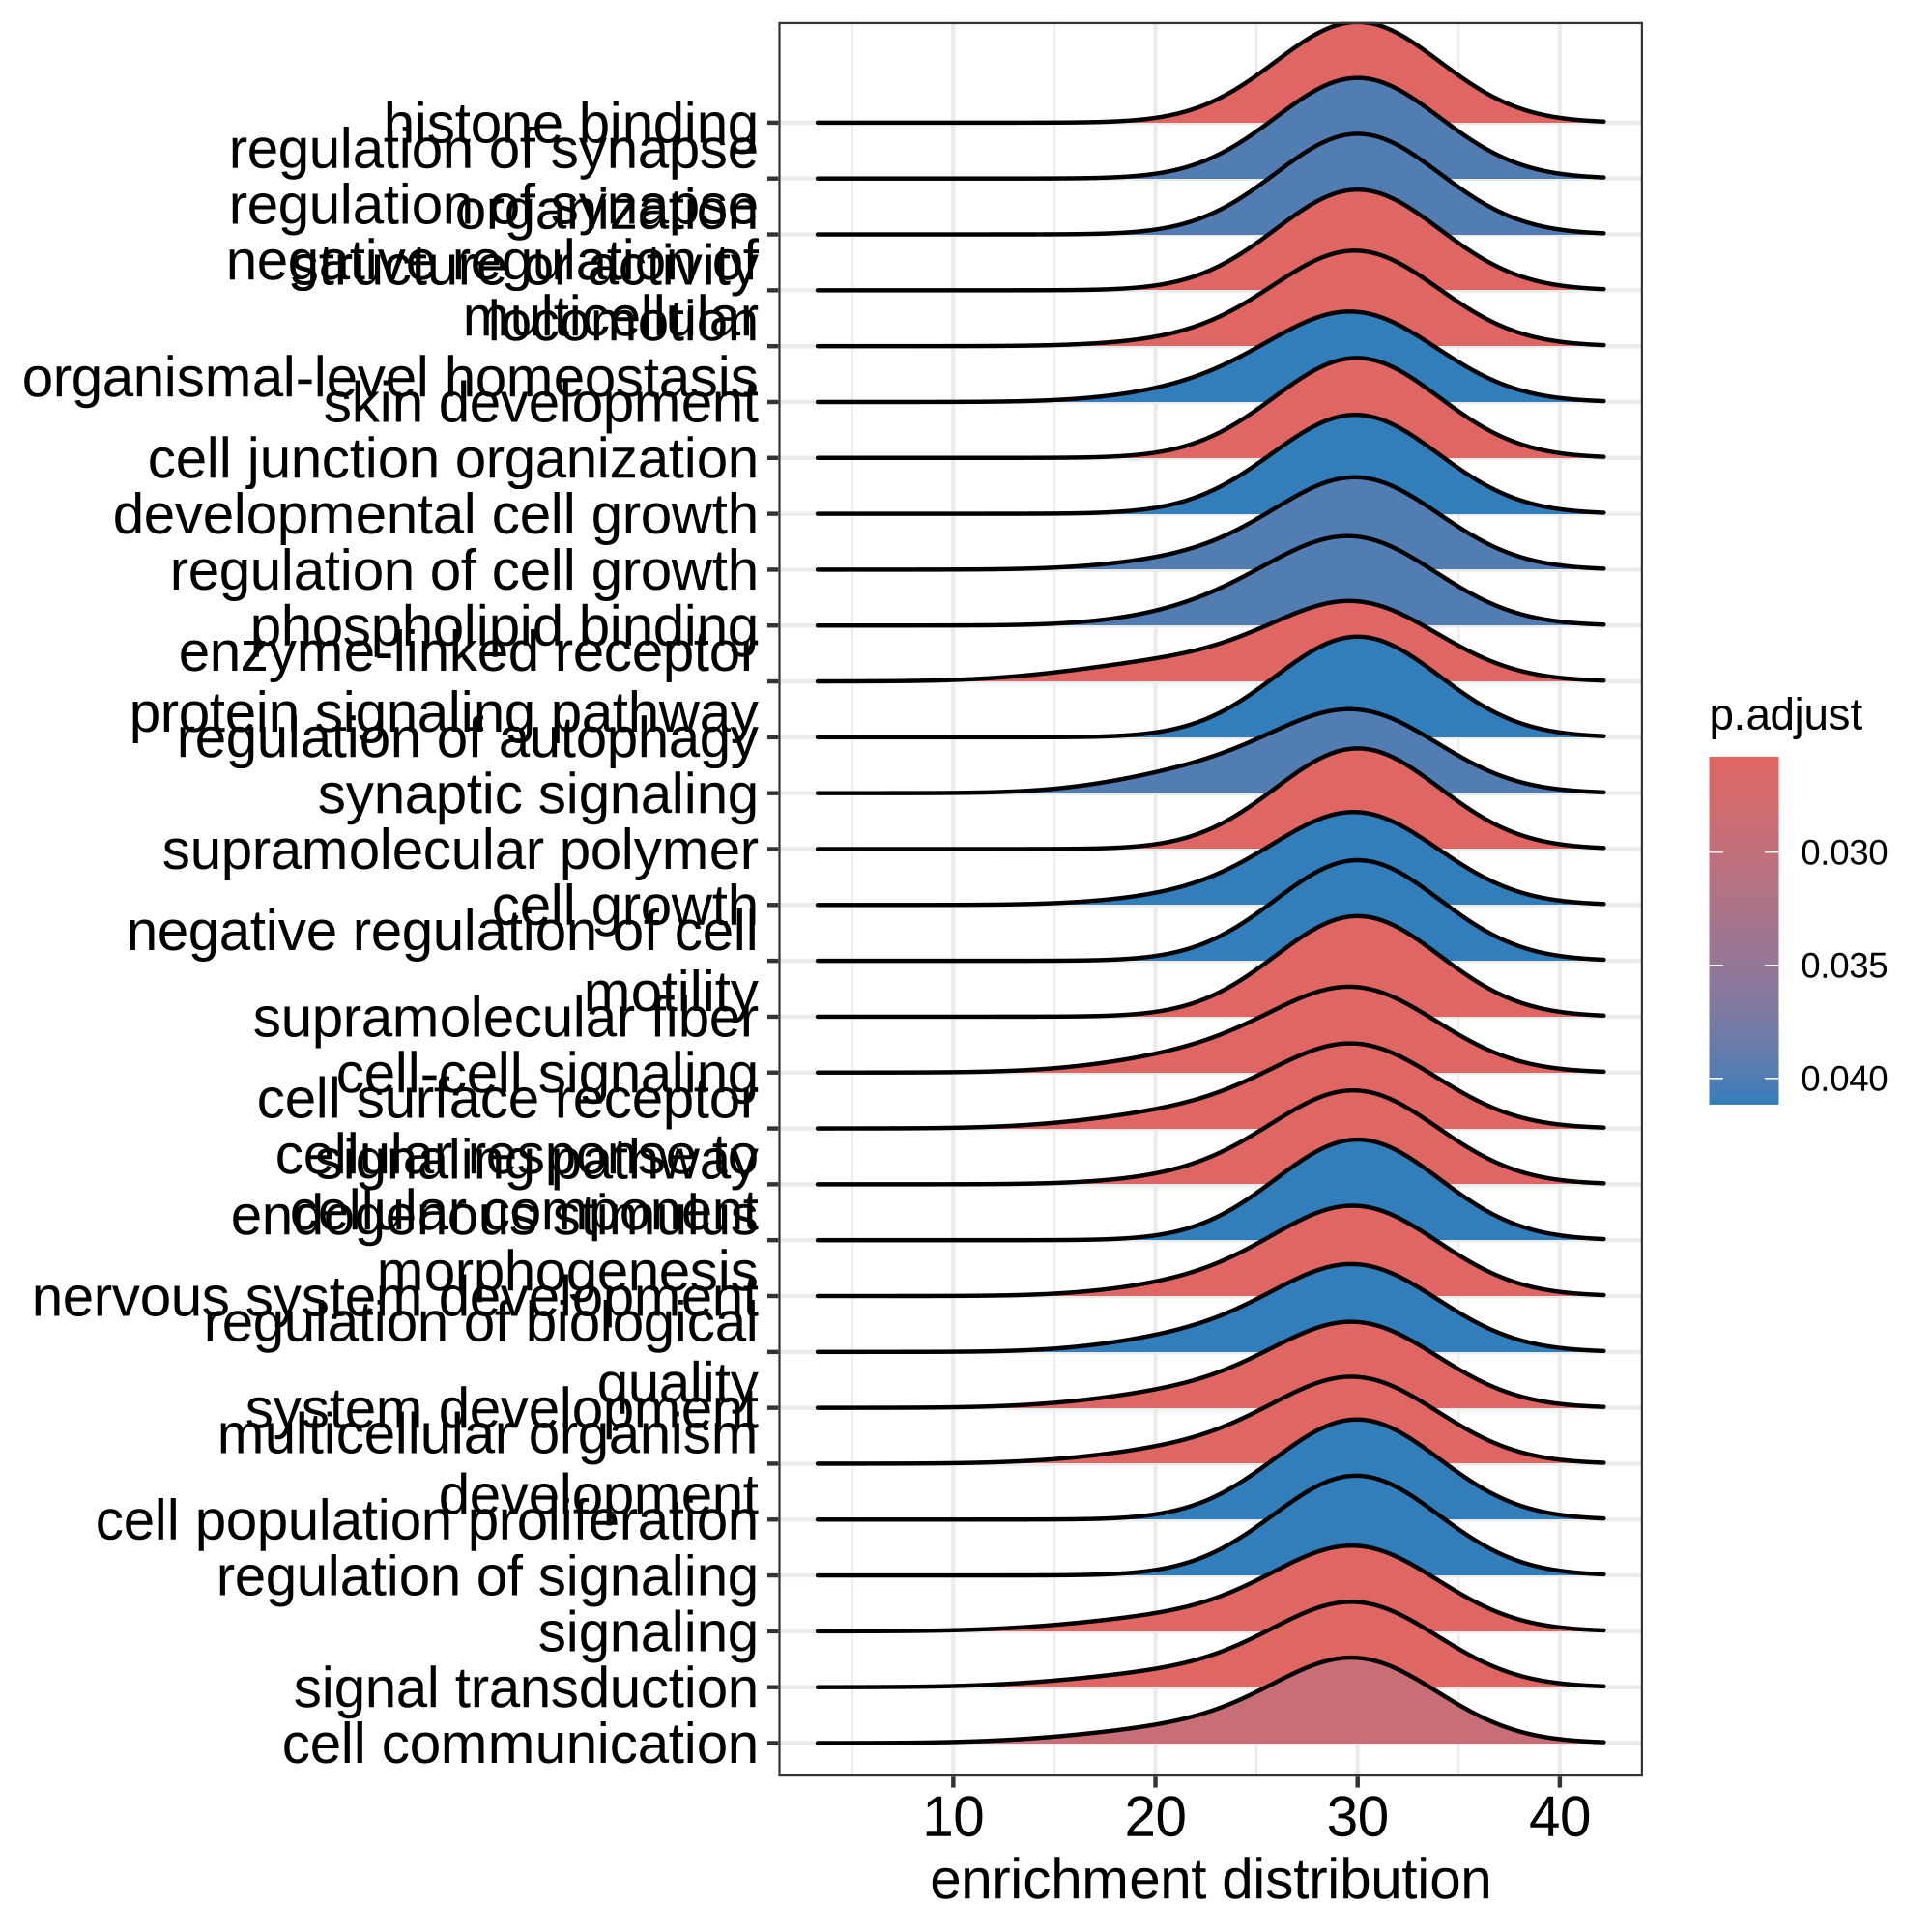 histone binding
regulation of synapse
organization
regulation of synapse
structure or activity
negative regulation of
locomotion
multicellular
organismal-level homeostasis
skin development
cell junction organization
developmental cell growth
regulation of cell growth
phospholipid binding
enzyme-linked receptor
protein signaling pathway
regulation of autophagy
synaptic signaling
supramolecular polymer
cell growth
negative regulation of cell
motility
supramolecular fiber
cell-cell signaling
cell surface receptor
signaling pathway
cellular response to
endogenous stimulus
cellular component
morphogenesis
nervous system development
regulation of biological
quality
system development
multicellular organism
development
cell population proliferation
regulation of signaling
signaling
signal transduction
cell communication
10 20 30 40
enrichment distribution
p.adjust
0.030
0.035
0.040